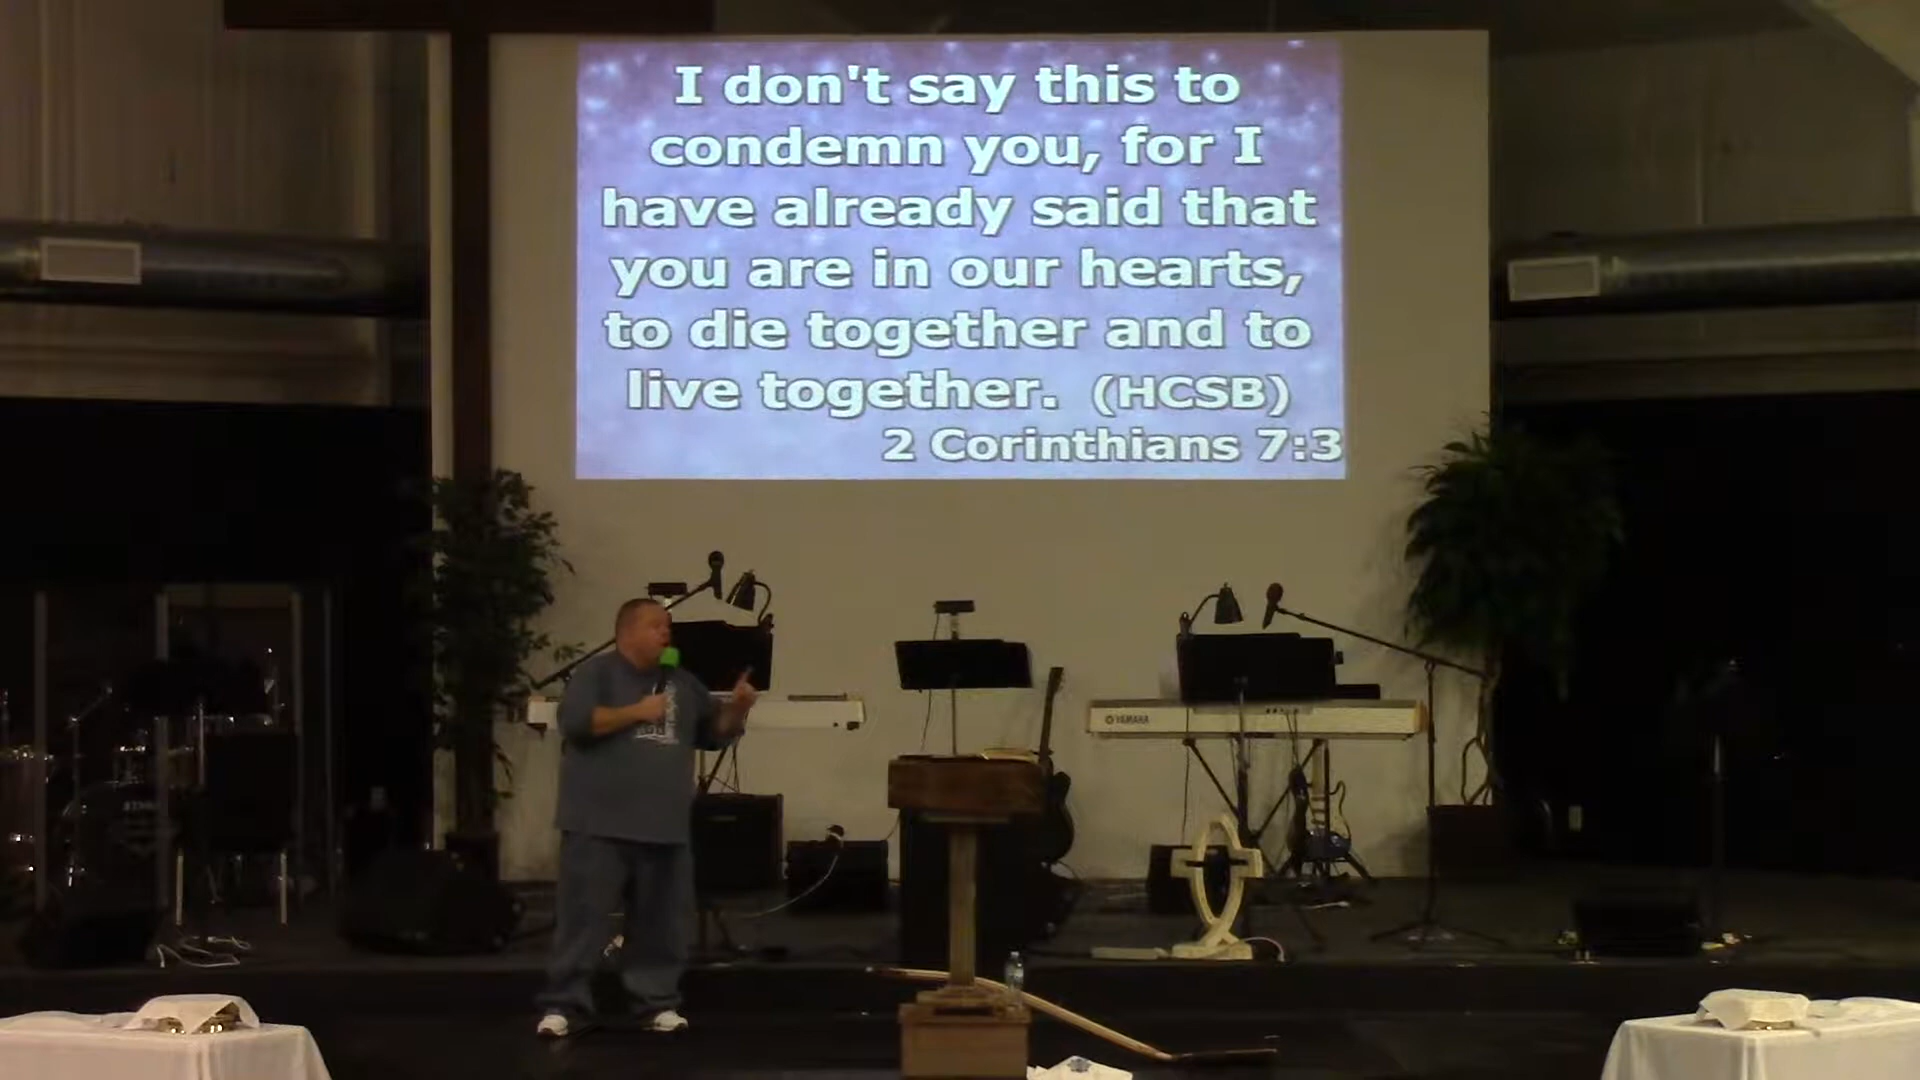 I don't say this to
condemn you, for I
have already said that
you are in our hearts,
to die together and to
live together. (HCSB)
2 Corinthians 7:3
YAMAHA